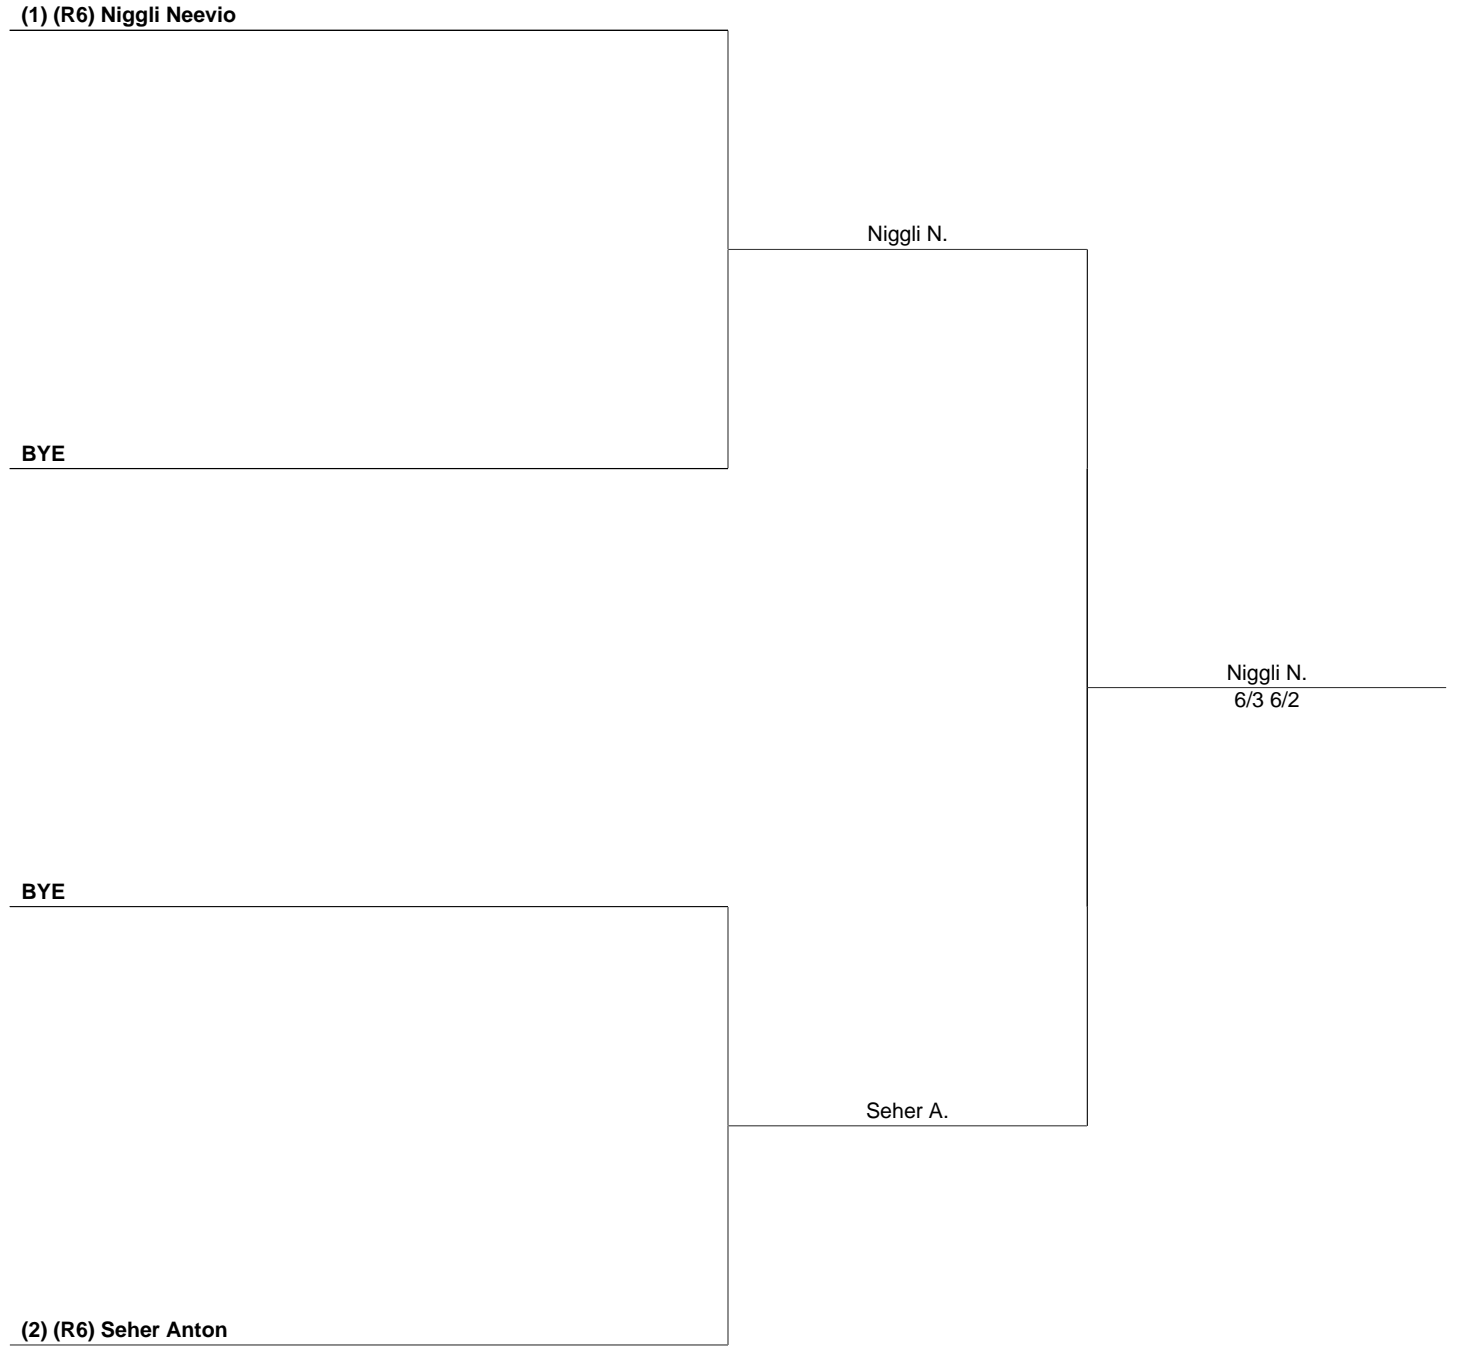 (1) (R6) Niggli Neevio
Niggli N.
BYE
Niggli N.
6/3 6/2
BYE
Seher A.
(2) (R6) Seher Anton